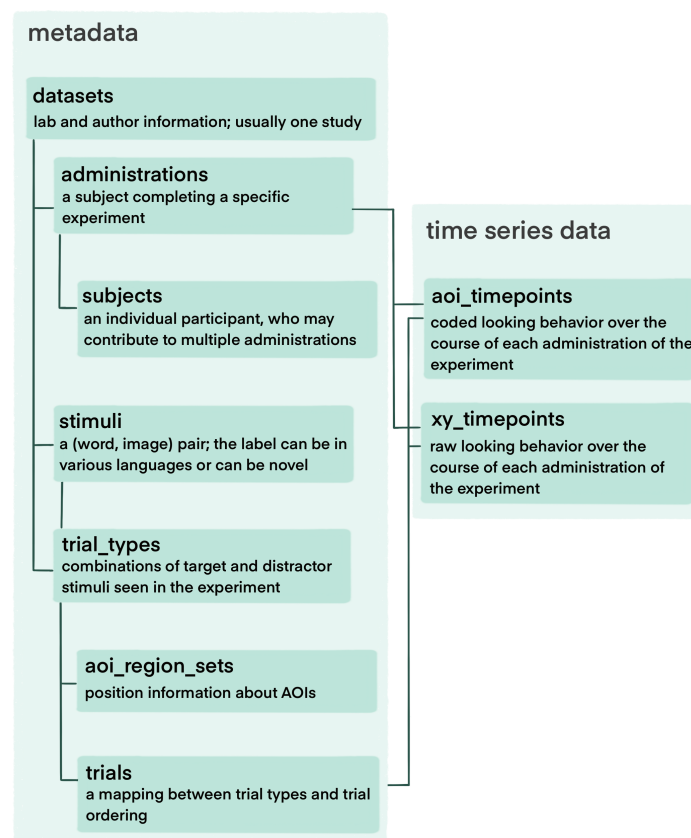 metadata
datasets
lab and author information; usually one study
administrations
a subject completing a specific
experiment
subjects
an individual participant, who may
contribute to multiple administrations
stimuli
a (word, image) pair; the label can be in
various languages or can be novel
trial_types
combinations of target and distractor
stimuli seen in the experiment
aoi_region_sets
position information about AOIs
trials
a mapping between trial types and trial
ordering
time series data
aoi_timepoints
coded looking behavior over the
course of each administration of the
experiment
xy_timepoints
raw looking behavior over the
course of each administration of
the experiment